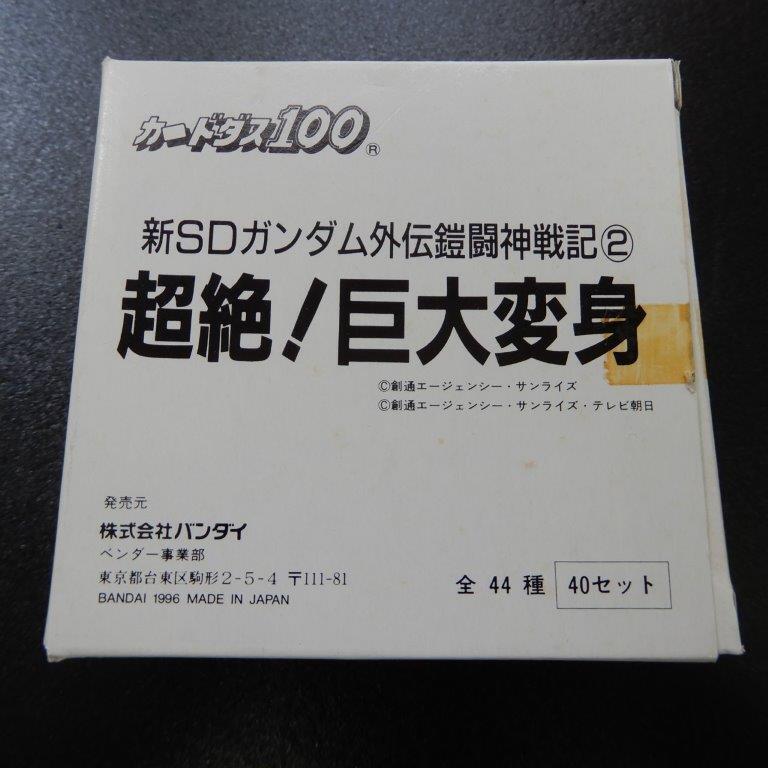 カードダス100®
新SDガンダム外伝鎧闘神戦記②
超絶!巨大変身
©創通エージェンシー・サンライズ
©創通エージェンシー・サンライズ・テレビ朝日
発売元
株式会社バンダイ
ベンダー事業部
東京都台東区駒形2-5-4 〒111-81
BANDAI 1996 MADE IN JAPAN
全 44 種 40セット